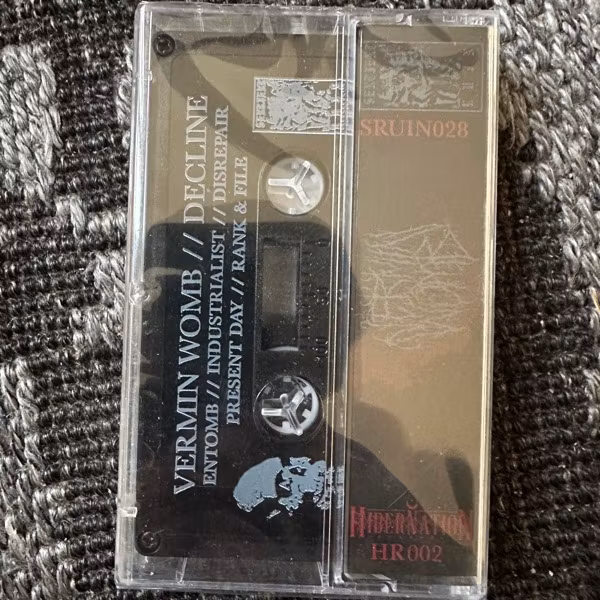 VERMIN WOMB // DECLINE
ENTOMB // INDUSTRIALIST // DISREPAIR
PRESENT DAY // RANK & FILE
SRUIN028
HIBERNATION
HR002